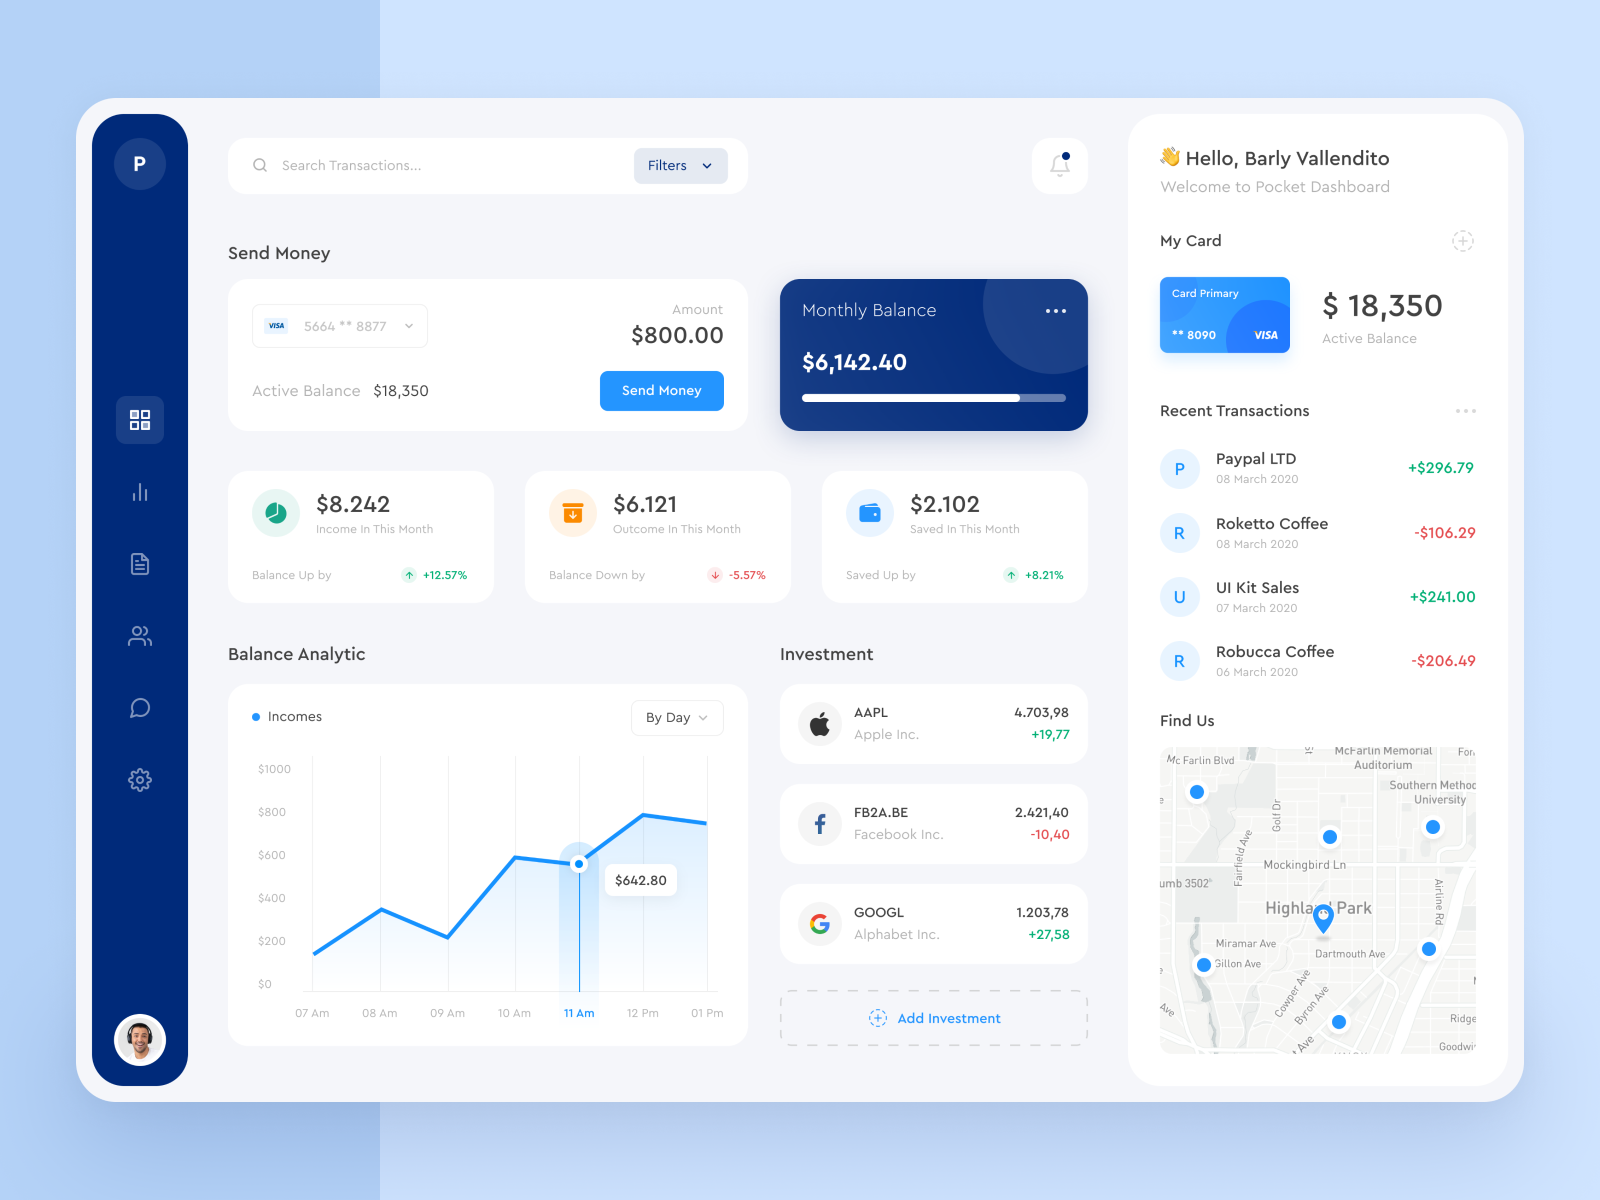 P
Search Transactions...
Filters
Send Money
VISA 5664 ** 8877
Amount
$800.00
Active Balance $18,350
Send Money
Monthly Balance
$6,142.40
$8.242
Income In This Month
Balance Up by +12.57%
$6.121
Outcome In This Month
Balance Down by -5.57%
$2.102
Saved In This Month
Saved Up by +8.21%
Balance Analytic
Incomes
By Day
$1000
$800
$600
$400
$200
$0
$642.80
07 Am 08 Am 09 Am 10 Am 11 Am 12 Pm 01 Pm
Investment
AAPL 4.703,98
Apple Inc. +19,77
FB2A.BE 2.421,40
Facebook Inc. -10,40
GOOGL 1.203,78
Alphabet Inc. +27,58
Add Investment
Hello, Barly Vallendito
Welcome to Pocket Dashboard
My Card
Card Primary
** 8090 VISA
$ 18,350
Active Balance
Recent Transactions
P
Paypal LTD +$296.79
08 March 2020
R
Roketto Coffee -$106.29
08 March 2020
U
UI Kit Sales +$241.00
07 March 2020
R
Robucca Coffee -$206.49
06 March 2020
Find Us
Mc Farlin Blvd
McFarlin Memorial
Auditorium
For
Southern Method
University
Golf Dr
Fairfield Ave
Mockingbird Ln
umb 3502°
Airline Rd
Highland Park
Miramar Ave
Gillon Ave
Dartmouth Ave
Cowper Ave
Byron Ave
Ave
t Ave
Ridge
Goodwi